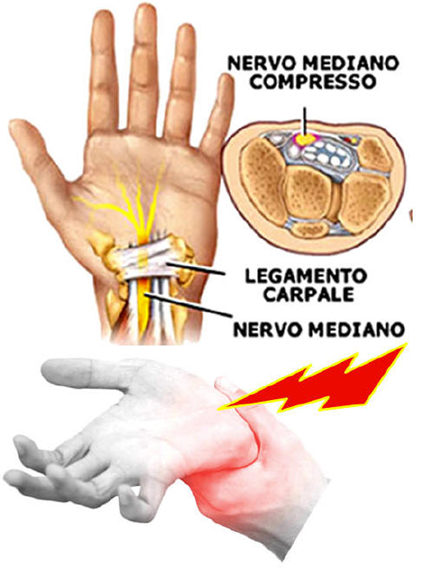 NERVO MEDIANO
COMPRESSO
LEGAMENTO
CARPALE
NERVO MEDIANO